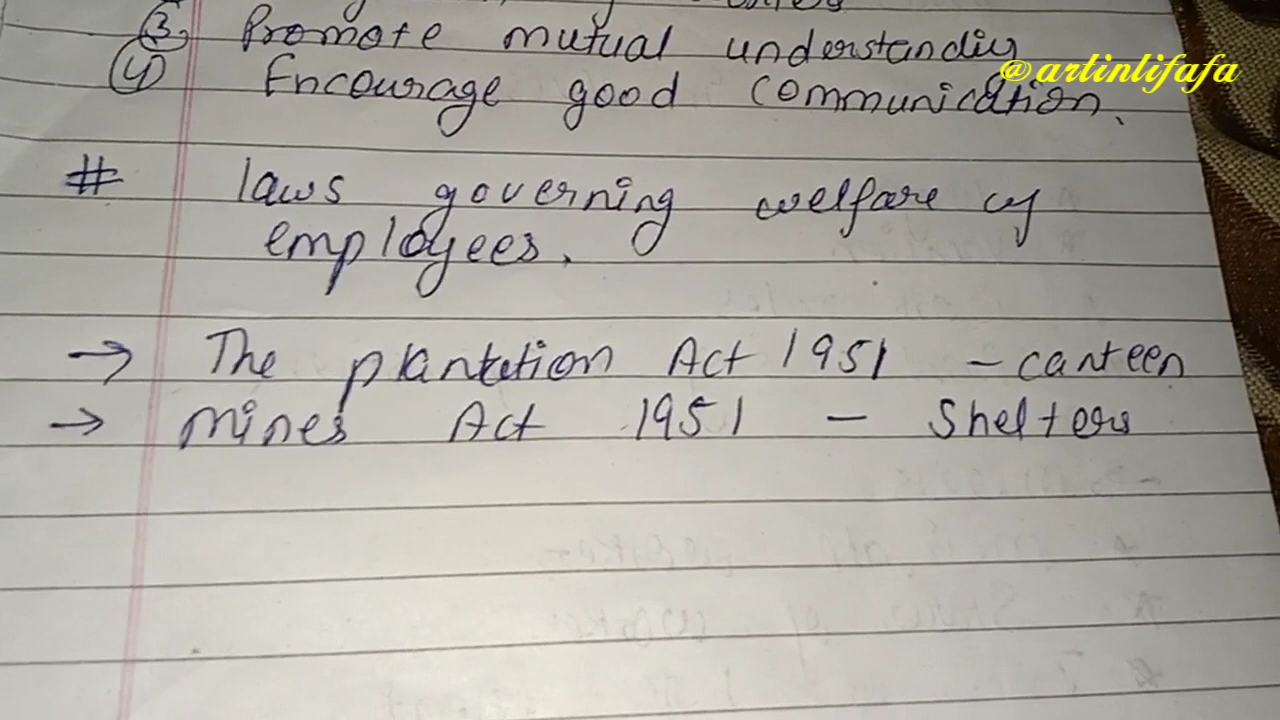 (3) Promote mutual understanding
@artinlifafa
(4) Encourage good communication.
# laws governing welfare of
employees.
→ The plantation Act 1951 - canteen
→ Mines Act 1951 - Shelters